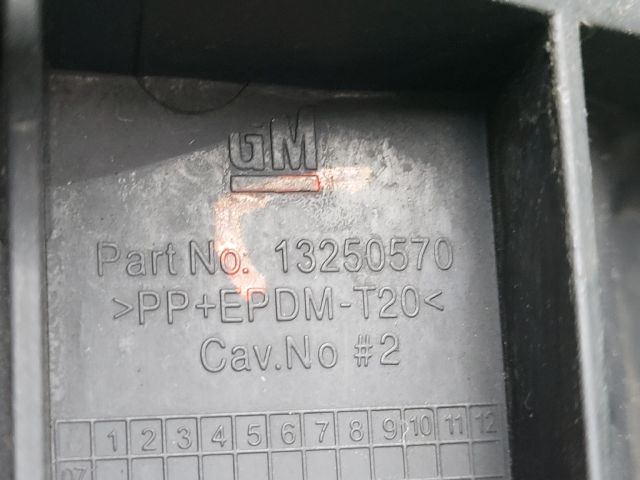 GM
Part No: 13250570
>PP+EPDM-T20<
Cav.No #2
1 2 3 4 5 6 7 8 9 10 11 12
07